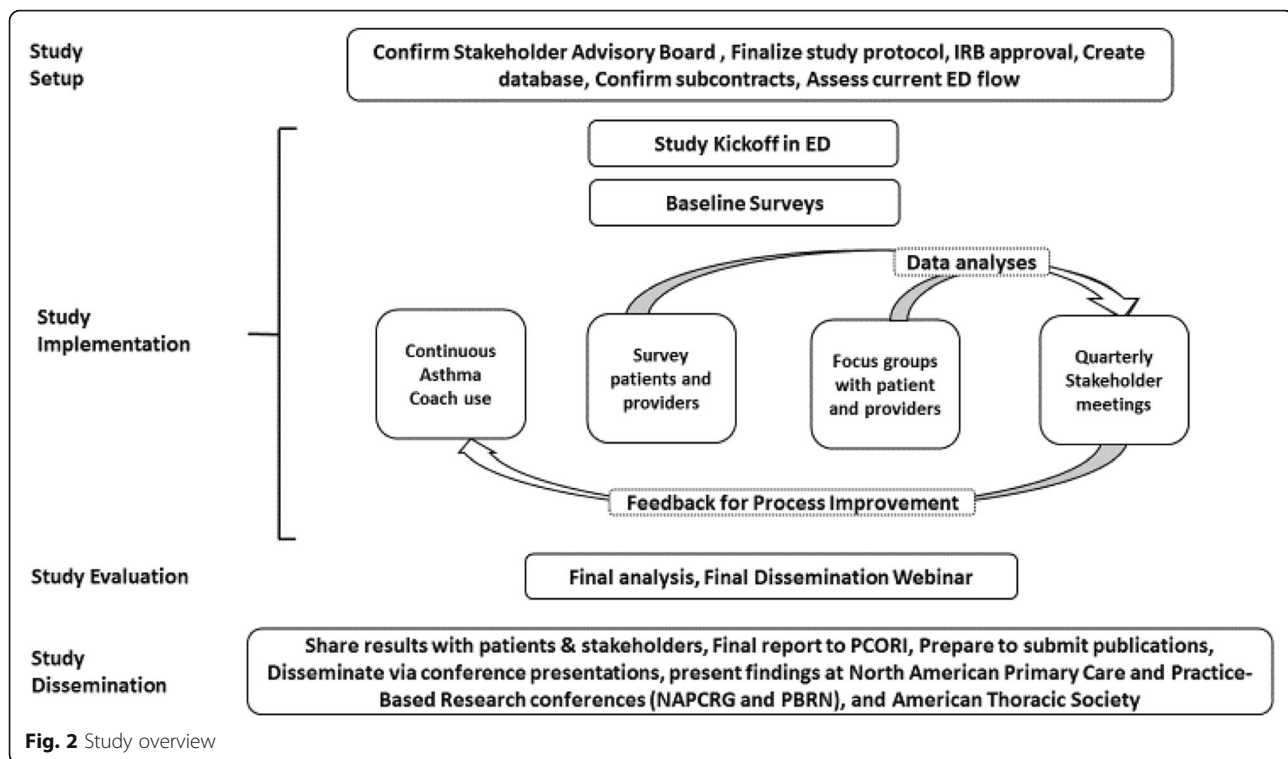 Study
Setup
Confirm Stakeholder Advisory Board , Finalize study protocol, IRB approval, Create
database, Confirm subcontracts, Assess current ED flow
Study Kickoff in ED
Baseline Surveys
Data analyses
Study
Implementation
Continuous
Asthma
Coach use
Survey
patients and
providers
Focus groups
with patient
and providers
Quarterly
Stakeholder
meetings
Feedback for Process Improvement
Study Evaluation
Final analysis, Final Dissemination Webinar
Study
Dissemination
Share results with patients & stakeholders, Final report to PCORI, Prepare to submit publications,
Disseminate via conference presentations, present findings at North American Primary Care and Practice-
Based Research conferences (NAPCRG and PBRN), and American Thoracic Society
Fig. 2 Study overview